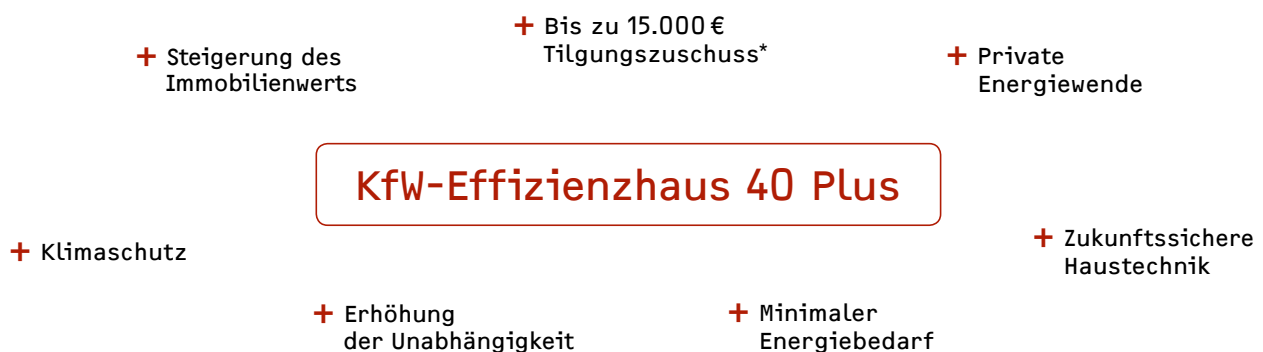 + Bis zu 15.000 €
Tilgungszuschuss*
+ Steigerung des
Immobilienwerts
+ Private
Energiewende
KfW-Effizienzhaus 40 Plus
+ Klimaschutz
+ Zukunftssichere
Haustechnik
+ Erhöhung
der Unabhängigkeit
+ Minimaler
Energiebedarf